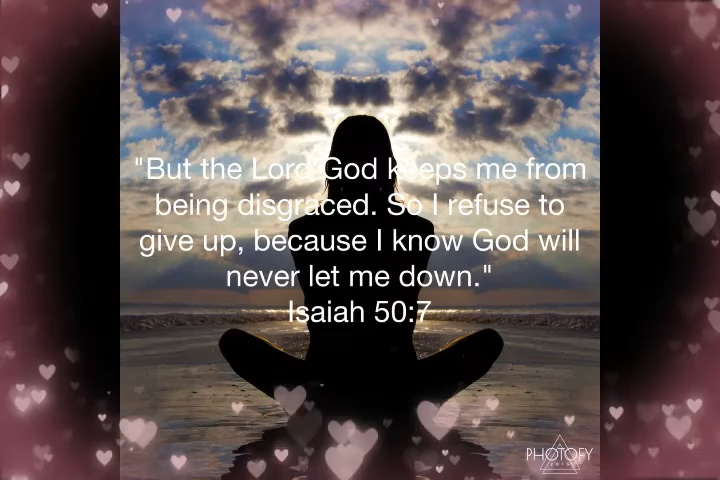 "But the Lord God keeps me from
being disgraced. So I refuse to
give up, because I know God will
never let me down."
Isaiah 50:7
PHOTOFY